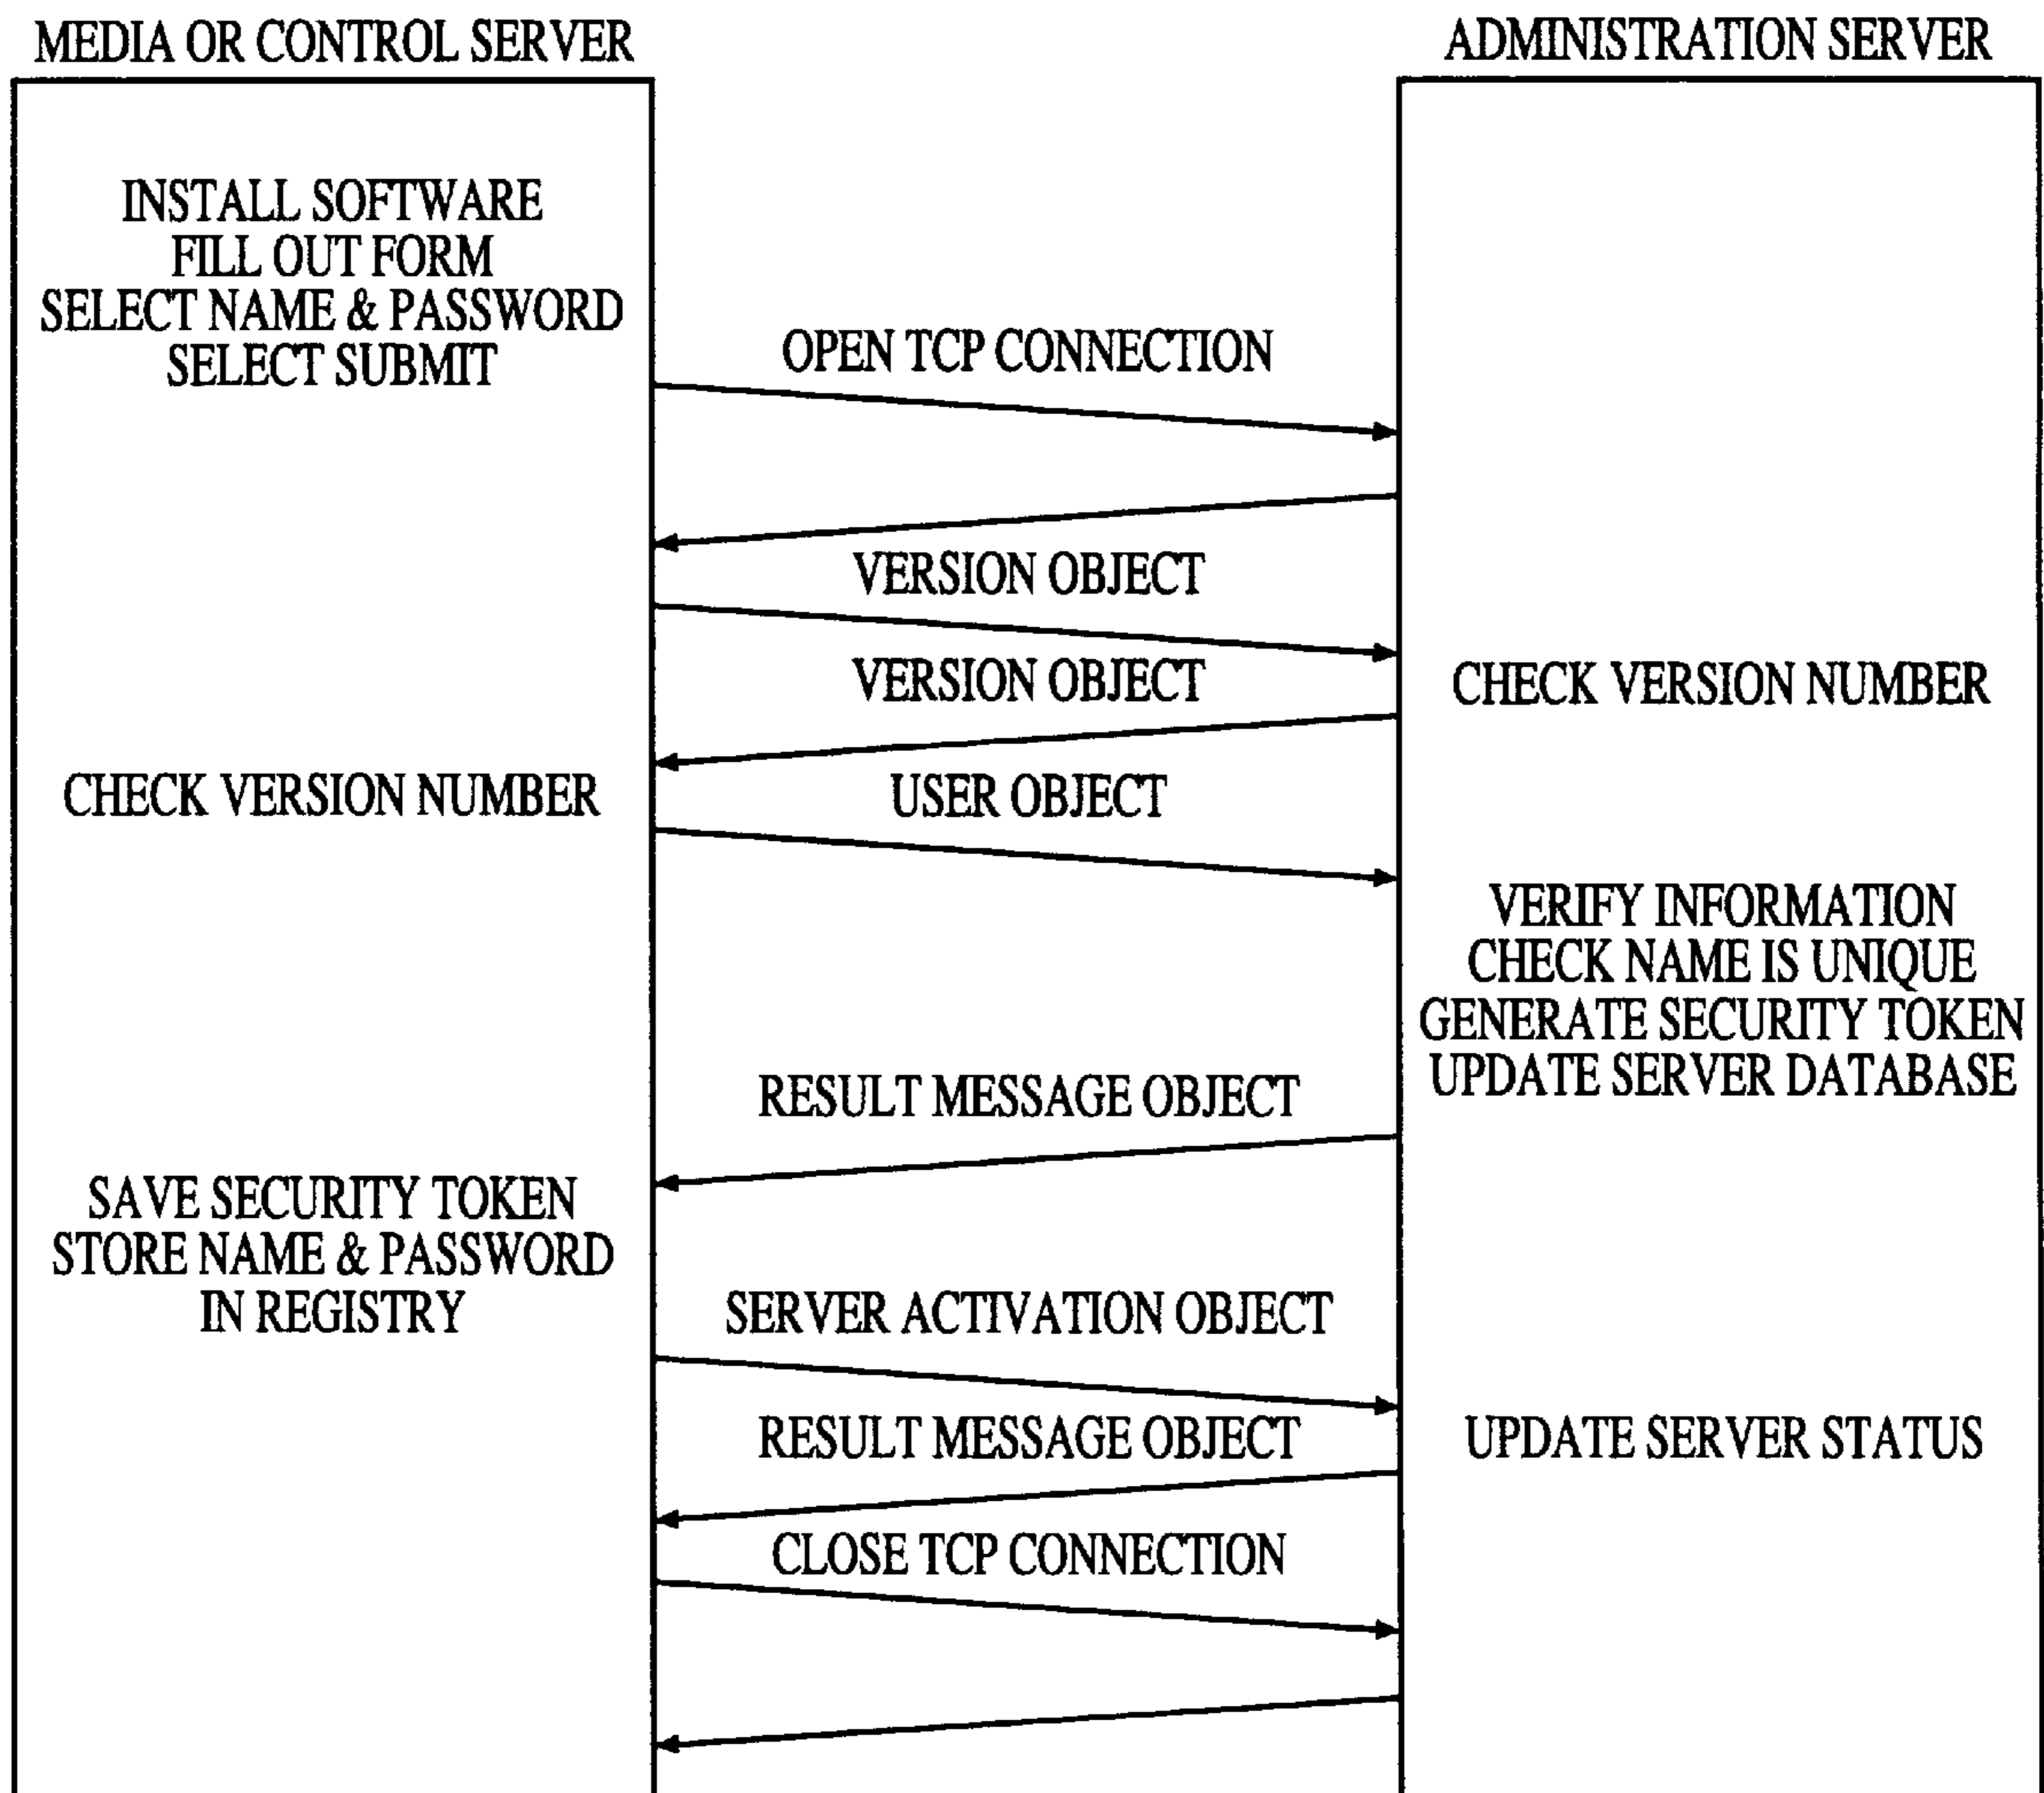 MEDIA OR CONTROL SERVER
ADMINISTRATION SERVER
INSTALL SOFTWARE
FILL OUT FORM
SELECT NAME & PASSWORD
SELECT SUBMIT
OPEN TCP CONNECTION
VERSION OBJECT
VERSION OBJECT
CHECK VERSION NUMBER
CHECK VERSION NUMBER
USER OBJECT
VERIFY INFORMATION
CHECK NAME IS UNIQUE
GENERATE SECURITY TOKEN
UPDATE SERVER DATABASE
RESULT MESSAGE OBJECT
SAVE SECURITY TOKEN
STORE NAME & PASSWORD
IN REGISTRY
SERVER ACTIVATION OBJECT
RESULT MESSAGE OBJECT
UPDATE SERVER STATUS
CLOSE TCP CONNECTION